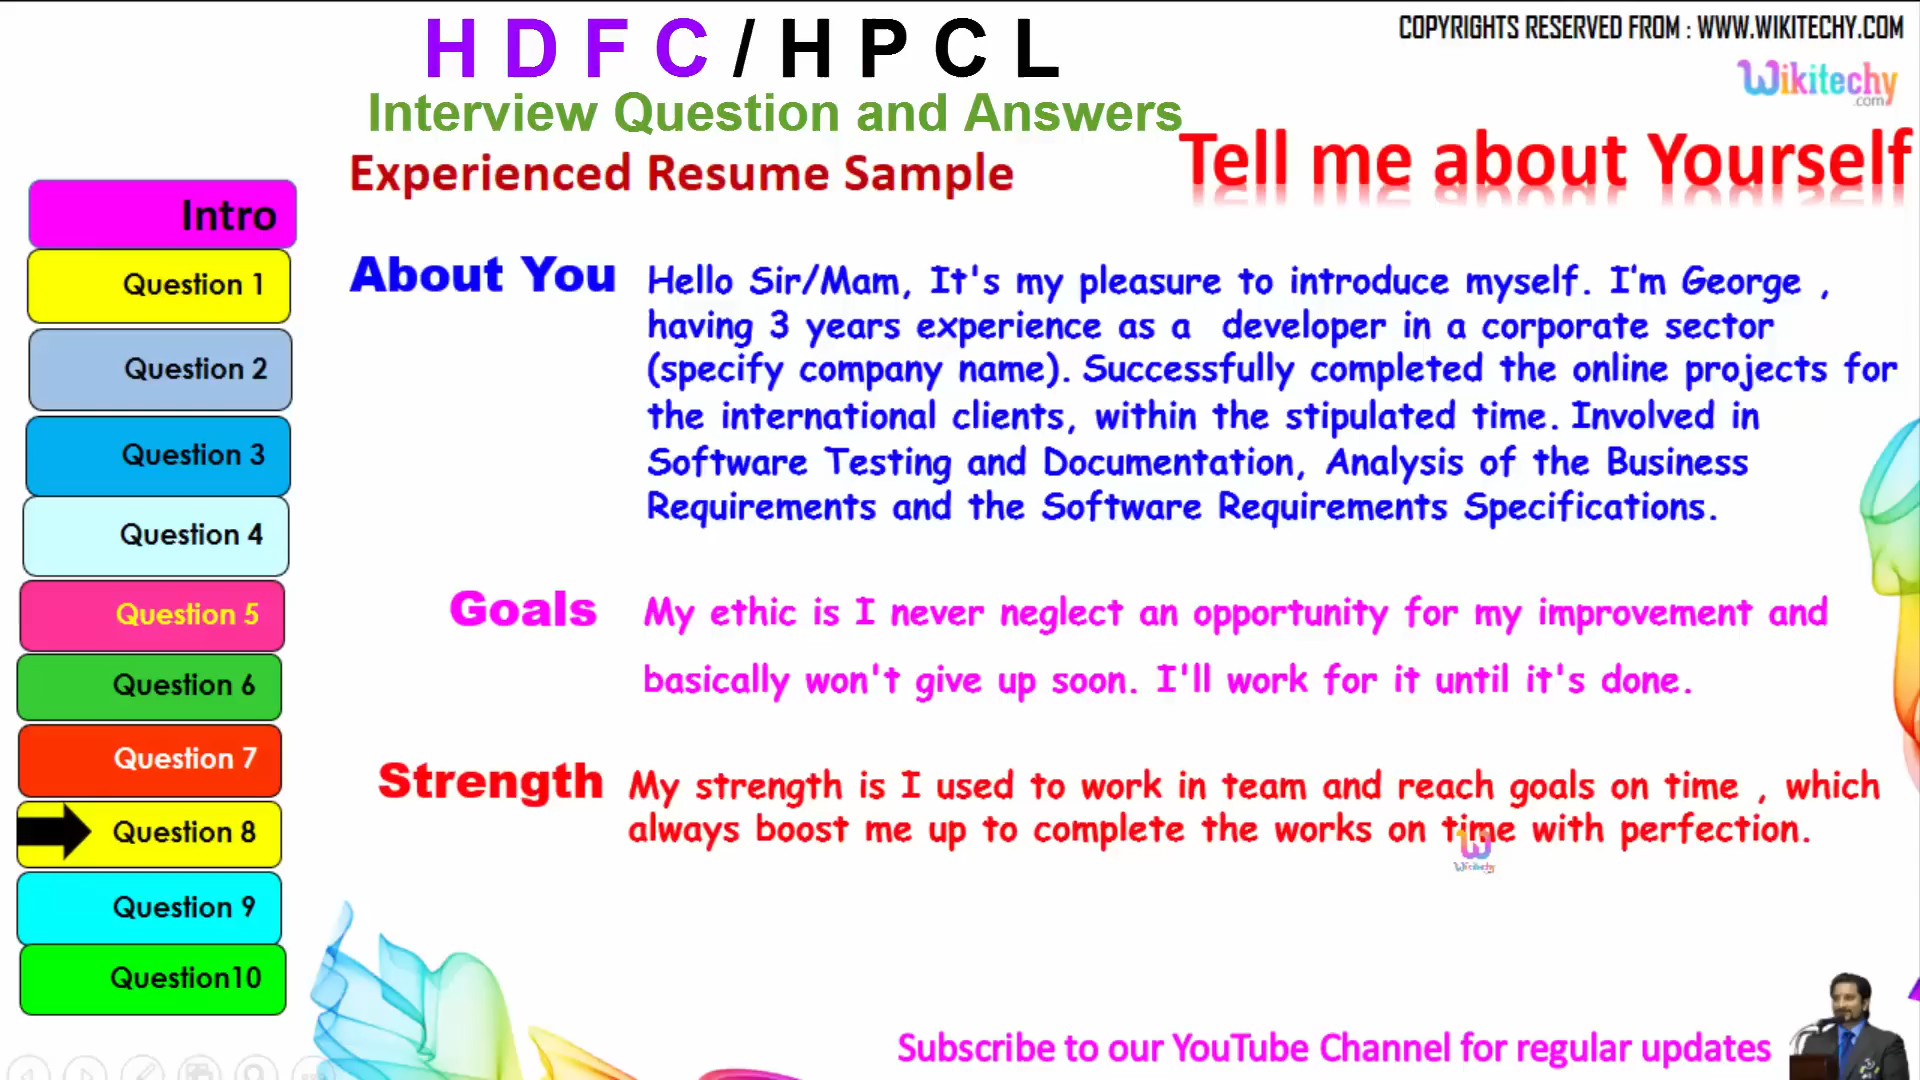 H D F C / H P C L
COPYRIGHTS RESERVED FROM : WWW.WIKITECHY.COM
Wikitechy
.com
Interview Question and Answers
Experienced Resume Sample
Tell me about Yourself
Intro
Question 1
Question 2
Question 3
Question 4
Question 5
Question 6
Question 7
Question 8
Question 9
Question10
About You
Hello Sir/Mam, It's my pleasure to introduce myself. I'm George ,
having 3 years experience as a developer in a corporate sector
(specify company name). Successfully completed the online projects for
the international clients, within the stipulated time. Involved in
Software Testing and Documentation, Analysis of the Business
Requirements and the Software Requirements Specifications.
Goals
My ethic is I never neglect an opportunity for my improvement and
basically won't give up soon. I'll work for it until it's done.
Strength
My strength is I used to work in team and reach goals on time , which
always boost me up to complete the works on time with perfection.
W
Wikitechy
Subscribe to our YouTube Channel for regular updates